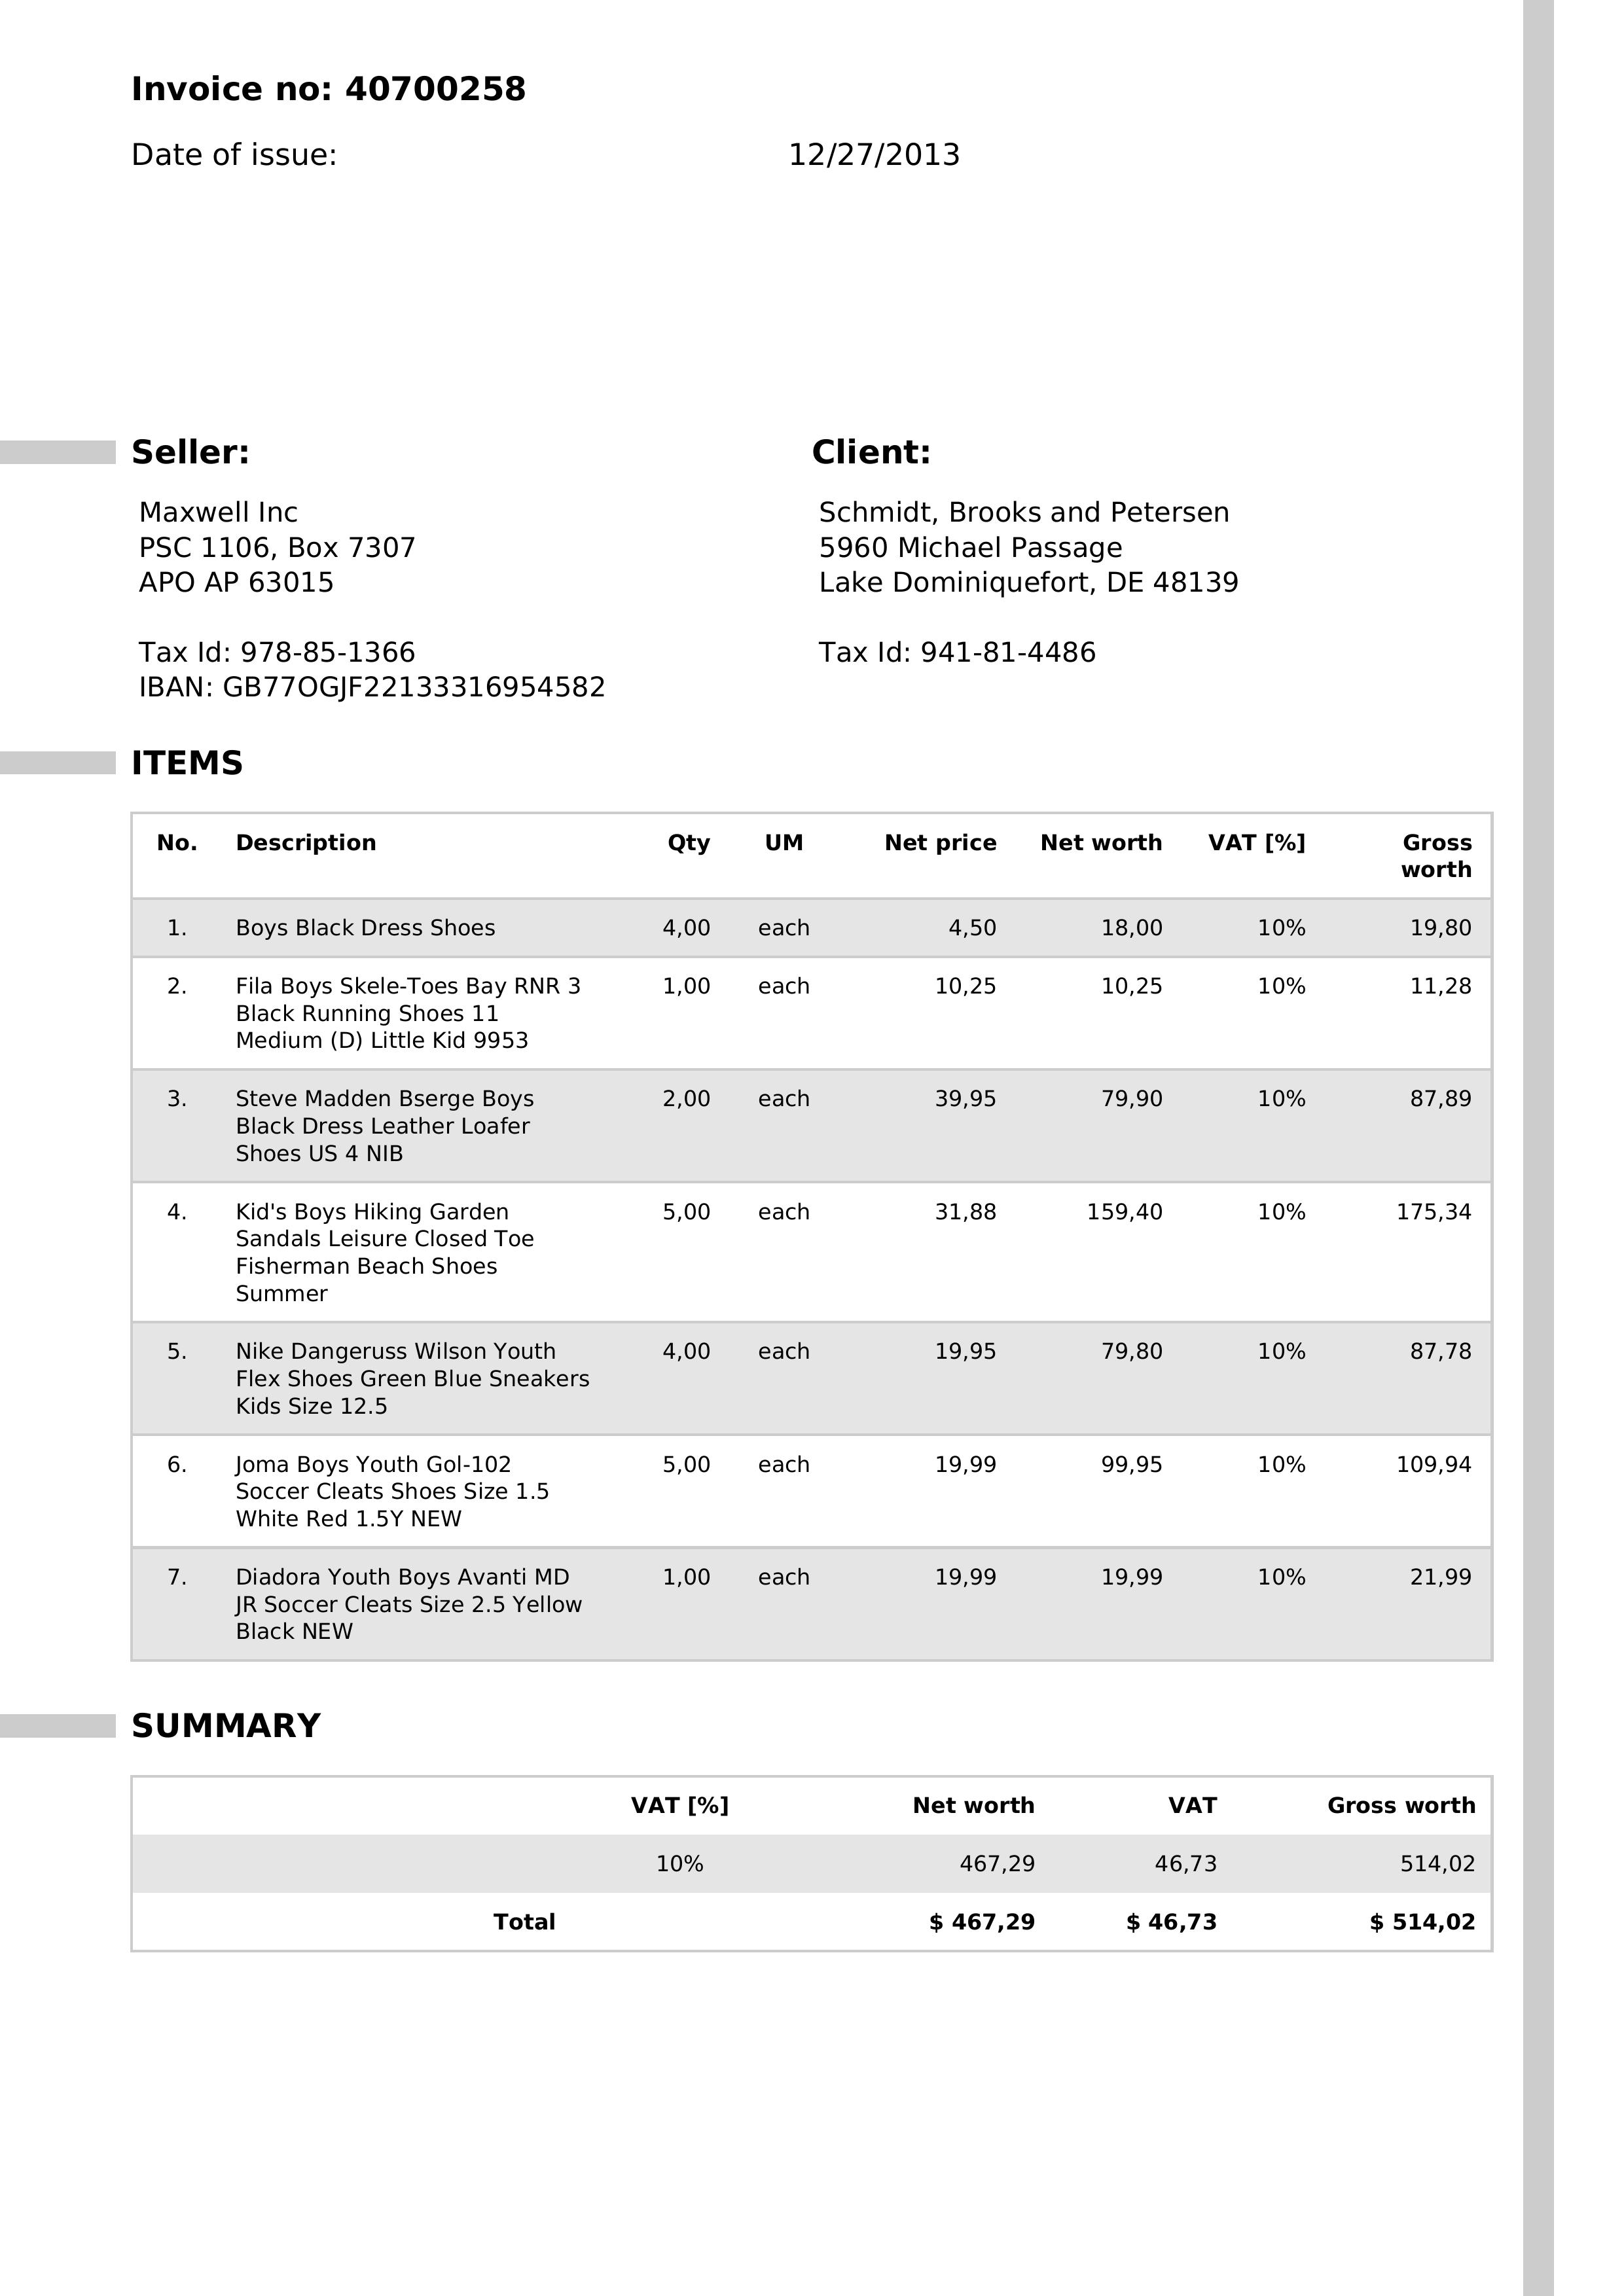 Invoice no: 40700258
Date of issue: 12/27/2013
Seller:
Maxwell Inc
PSC 1106, Box 7307
APO AP 63015
Tax Id: 978-85-1366
IBAN: GB77OGJF22133316954582
Client:
Schmidt, Brooks and Petersen
5960 Michael Passage
Lake Dominiquefort, DE 48139
Tax Id: 941-81-4486
ITEMS
No. Description Qty UM Net price Net worth VAT [%] Gross
worth
1. Boys Black Dress Shoes 4,00 each 4,50 18,00 10% 19,80
2. Fila Boys Skele-Toes Bay RNR 3 1,00 each 10,25 10,25 10% 11,28
Black Running Shoes 11
Medium (D) Little Kid 9953
3. Steve Madden Bserge Boys 2,00 each 39,95 79,90 10% 87,89
Black Dress Leather Loafer
Shoes US 4 NIB
4. Kid's Boys Hiking Garden 5,00 each 31,88 159,40 10% 175,34
Sandals Leisure Closed Toe
Fisherman Beach Shoes
Summer
5. Nike Dangeruss Wilson Youth 4,00 each 19,95 79,80 10% 87,78
Flex Shoes Green Blue Sneakers
Kids Size 12.5
6. Joma Boys Youth Gol-102 5,00 each 19,99 99,95 10% 109,94
Soccer Cleats Shoes Size 1.5
White Red 1.5Y NEW
7. Diadora Youth Boys Avanti MD 1,00 each 19,99 19,99 10% 21,99
JR Soccer Cleats Size 2.5 Yellow
Black NEW
SUMMARY
VAT [%] Net worth VAT Gross worth
10% 467,29 46,73 514,02
Total $ 467,29 $ 46,73 $ 514,02